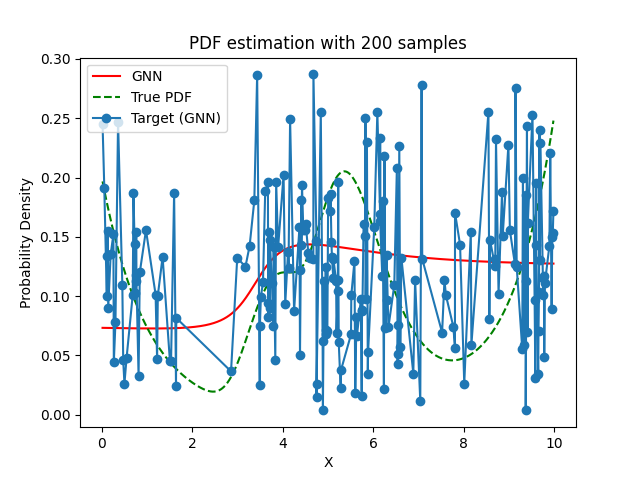 PDF estimation with 200 samples
GNN
True PDF
Target (GNN)
Probability Density
0.30
0.25
0.20
0.15
0.10
0.05
0.00
0
2
4
6
8
10
X